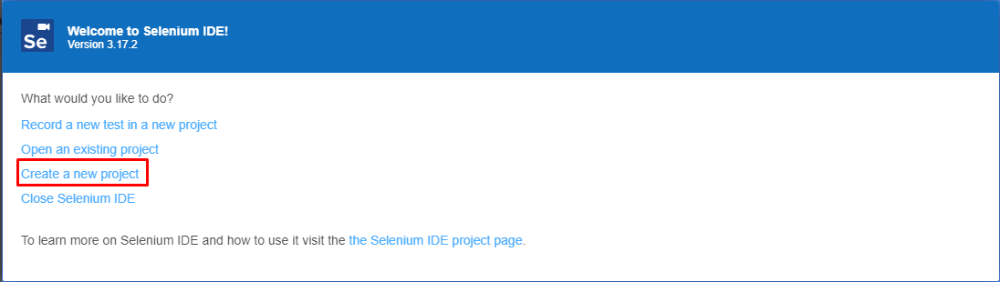 Se
Welcome to Selenium IDE!
Version 3.17.2
What would you like to do?
Record a new test in a new project
Open an existing project
Create a new project
Close Selenium IDE
To learn more on Selenium IDE and how to use it visit the the Selenium IDE project page.